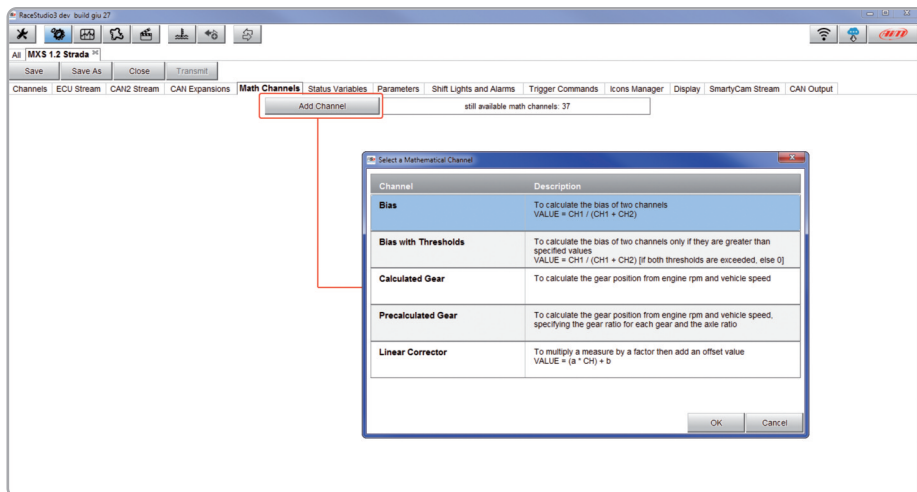 RaceStudio3 dev build giu 27
All MXS 1.2 Strada
Save Save As Close Transmit
Channels ECU Stream CAN2 Stream CAN Expansions Math Channels Status Variables Parameters Shift Lights and Alarms Trigger Commands Icons Manager Display SmartyCam Stream CAN Output
Add Channel still available math channels: 37
Select a Mathematical Channel
Channel Description
Bias To calculate the bias of two channels
VALUE = CH1 / (CH1 + CH2)
Bias with Thresholds To calculate the bias of two channels only if they are greater than
specified values
VALUE = CH1 / (CH1 + CH2) [if both thresholds are exceeded, else 0]
Calculated Gear To calculate the gear position from engine rpm and vehicle speed
Precalculated Gear To calculate the gear position from engine rpm and vehicle speed,
specifying the gear ratio for each gear and the axle ratio
Linear Corrector To multiply a measure by a factor then add an offset value
VALUE = (a * CH) + b
OK Cancel